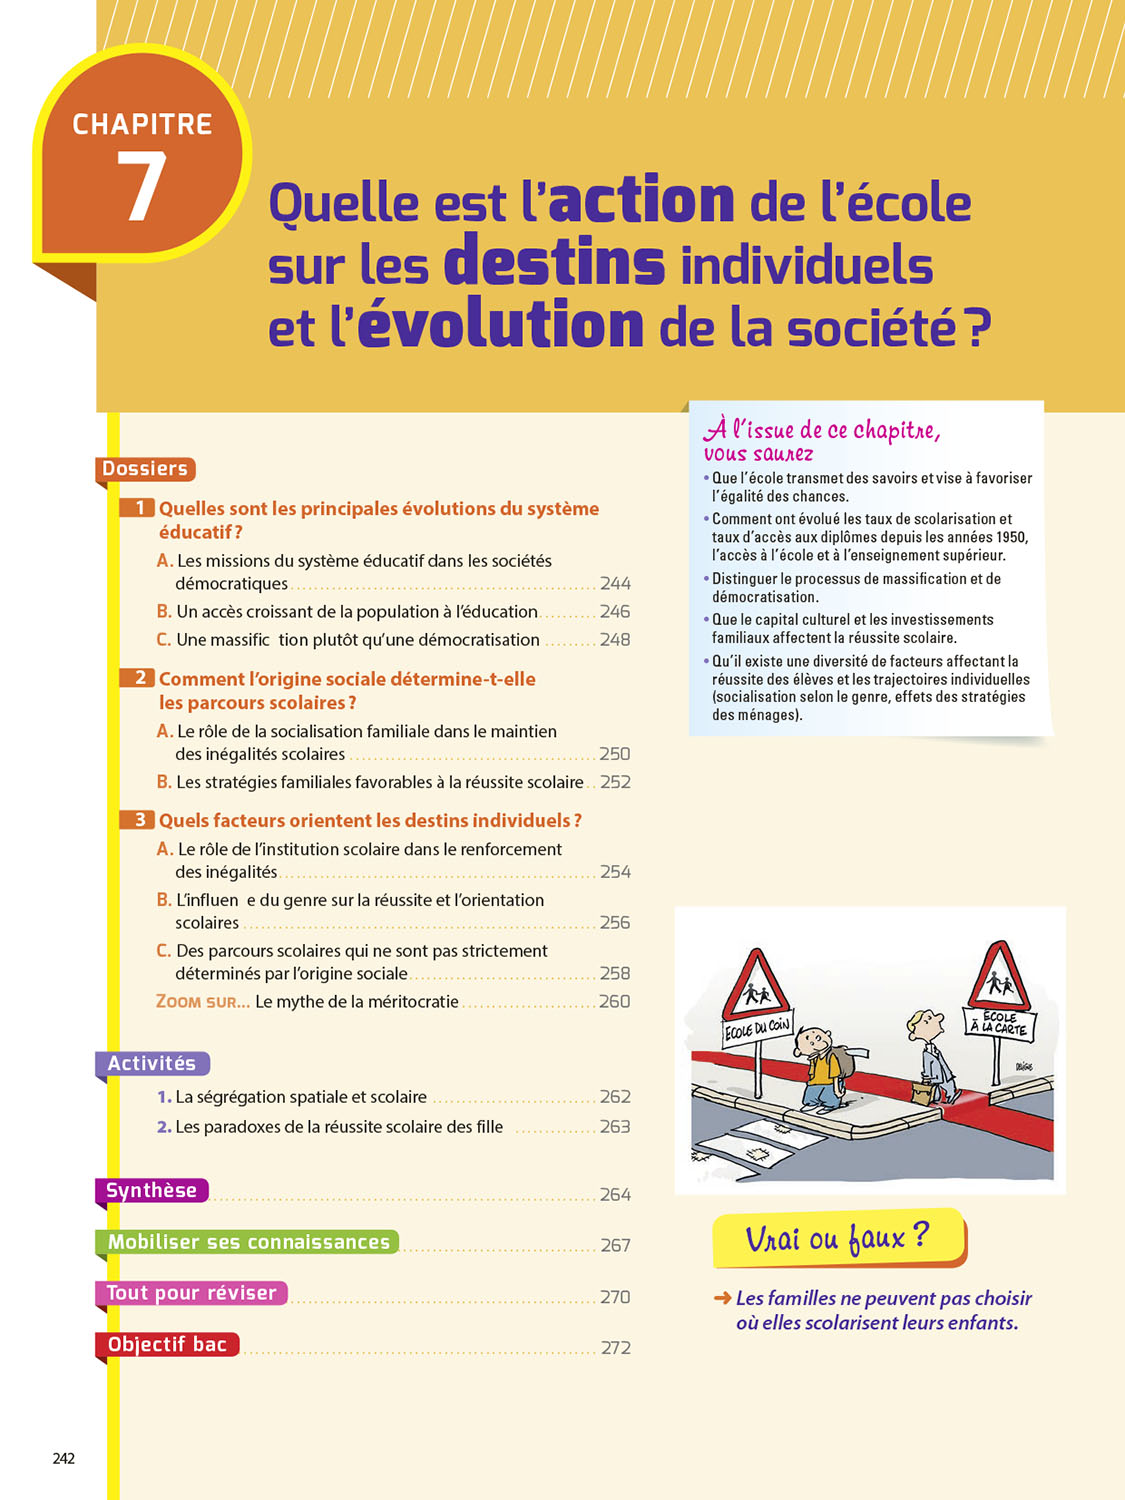 CHAPITRE
7
Quelle est l'action de l'école
sur les destins individuels
et l'évolution de la société ?
Dossiers
1 Quelles sont les principales évolutions du système
éducatif ?
A. Les missions du système éducatif dans les sociétés
démocratiques 244
B. Un accès croissant de la population à l'éducation 246
C. Une massific tion plutôt qu'une démocratisation 248
2 Comment l'origine sociale détermine-t-elle
les parcours scolaires ?
A. Le rôle de la socialisation familiale dans le maintien
des inégalités scolaires 250
B. Les stratégies familiales favorables à la réussite scolaire 252
3 Quels facteurs orientent les destins individuels ?
A. Le rôle de l'institution scolaire dans le renforcement
des inégalités 254
B. L'influen e du genre sur la réussite et l'orientation
scolaires 256
C. Des parcours scolaires qui ne sont pas strictement
déterminés par l'origine sociale 258
ZOOM SUR... Le mythe de la méritocratie 260
Activités
1. La ségrégation spatiale et scolaire 262
2. Les paradoxes de la réussite scolaire des fille 263
Synthèse 264
Mobiliser ses connaissances 267
Tout pour réviser 270
Objectif bac 272
À l'issue de ce chapitre,
vous saurez
• Que l'école transmet des savoirs et vise à favoriser
l'égalité des chances.
• Comment ont évolué les taux de scolarisation et
taux d'accès aux diplômes depuis les années 1950,
l'accès à l'école et à l'enseignement supérieur.
• Distinguer le processus de massification et de
démocratisation.
• Que le capital culturel et les investissements
familiaux affectent la réussite scolaire.
• Qu'il existe une diversité de facteurs affectant la
réussite des élèves et les trajectoires individuelles
(socialisation selon le genre, effets des stratégies
des ménages).
ECOLE DU COIN
ECOLE
À LA CARTE
Vrai ou faux ?
➜ Les familles ne peuvent pas choisir
où elles scolarisent leurs enfants.
242